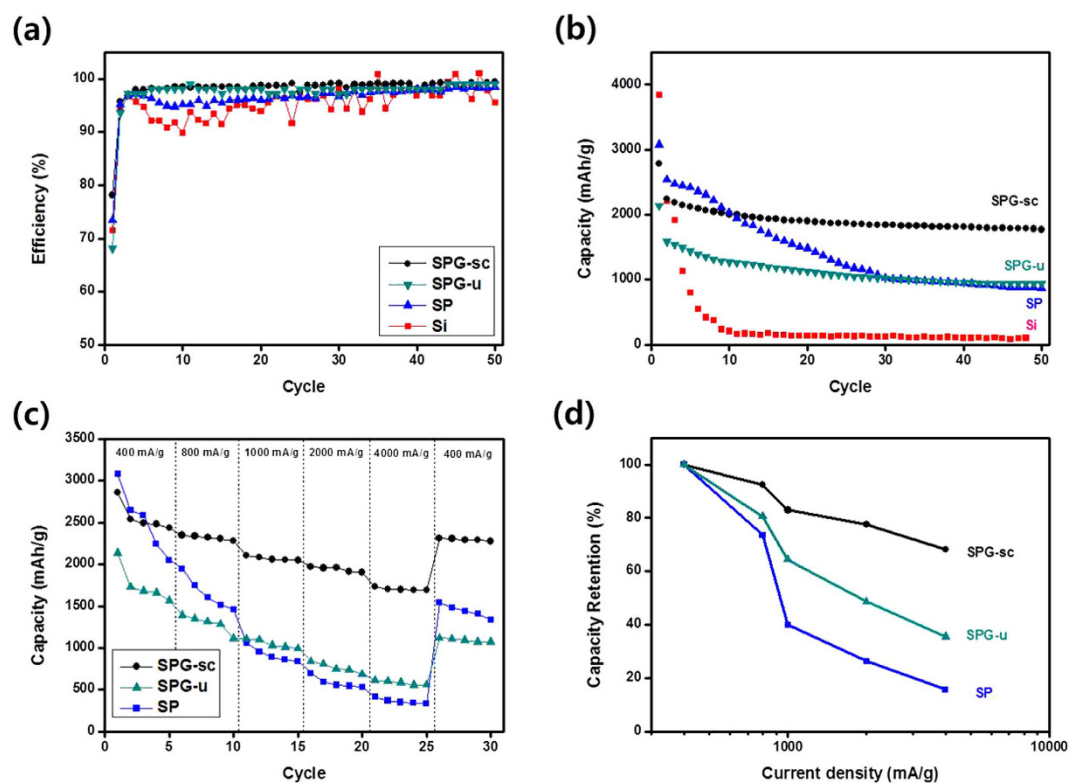 (a)
100
90
80
70
60
50
Efficiency (%)
0 10 20 30 40 50
Cycle
SPG-sc
SPG-u
SP
Si
(b)
4000
3000
2000
1000
0
Capacity (mAh/g)
SPG-sc
SPG-u
SP
Si
0 10 20 30 40 50
Cycle
(c)
3500
3000
2500
2000
1500
1000
500
0
Capacity (mAh/g)
400 mA/g 800 mA/g 1000 mA/g 2000 mA/g 4000 mA/g 400 mA/g
SPG-sc
SPG-u
SP
0 5 10 15 20 25 30
Cycle
(d)
100
80
60
40
20
0
Capacity Retention (%)
SPG-sc
SPG-u
SP
1000 10000
Current density (mA/g)